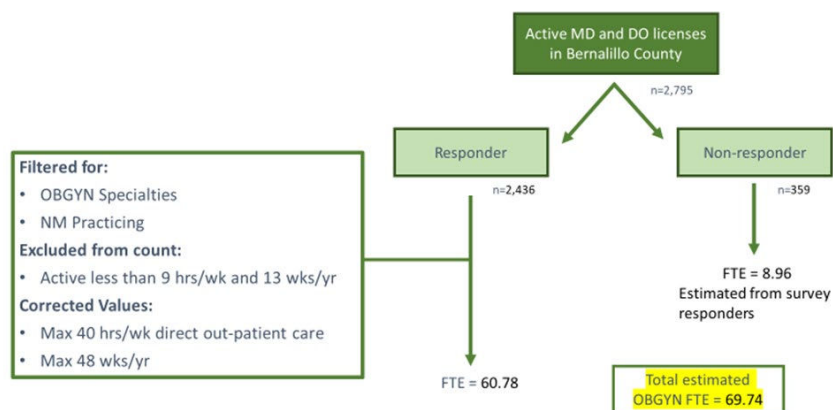 Active MD and DO licenses
in Bernalillo County
n=2,795
Responder
Non-responder
n=2,436
n=359
Filtered for:
• OBGYN Specialties
• NM Practicing
Excluded from count:
• Active less than 9 hrs/wk and 13 wks/yr
Corrected Values:
• Max 40 hrs/wk direct out-patient care
• Max 48 wks/yr
FTE = 8.96
Estimated from survey
responders
FTE = 60.78
Total estimated
OBGYN FTE = 69.74